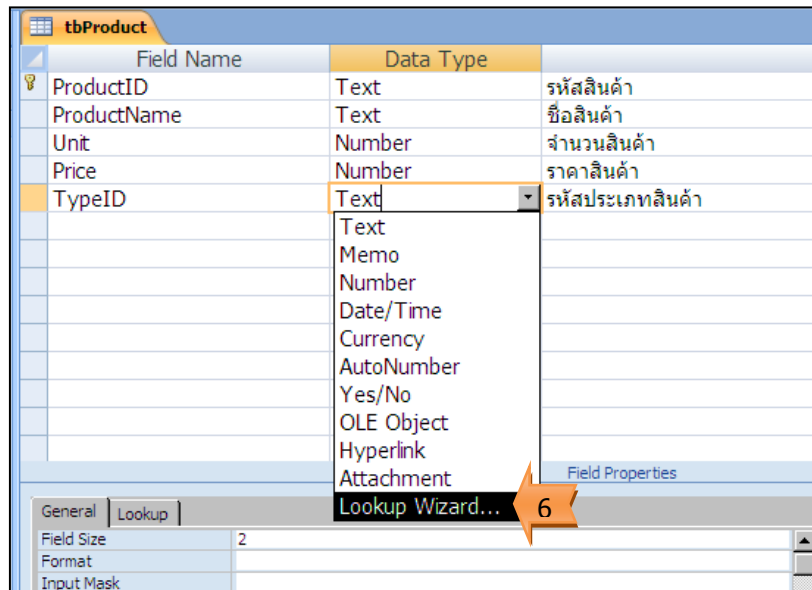 tbProduct
Field Name Data Type
ProductID Text รหัสสินค้า
ProductName Text ชื่อสินค้า
Unit Number จำนวนสินค้า
Price Number ราคาสินค้า
TypeID Text รหัสประเภทสินค้า
Text
Memo
Number
Date/Time
Currency
AutoNumber
Yes/No
OLE Object
Hyperlink
Attachment
Field Properties
Lookup Wizard... 6
General Lookup
Field Size 2
Format
Input Mask